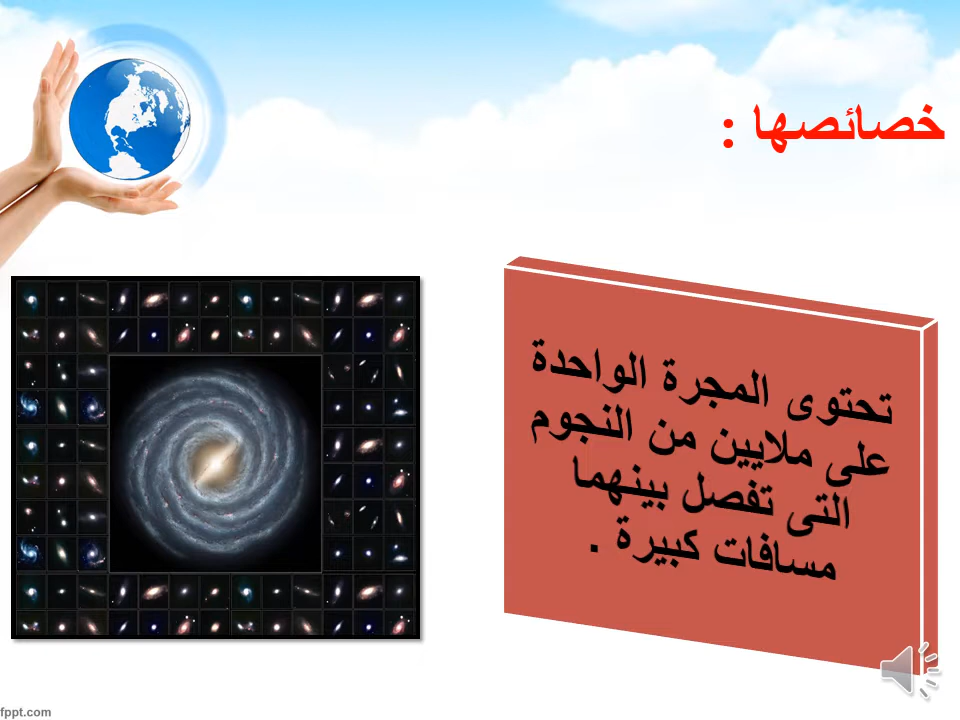 خصائصها :
تحتوى المجرة الواحدة
على ملايين من النجوم
التى تفصل بينهما
مسافات كبيرة .
fppt.com